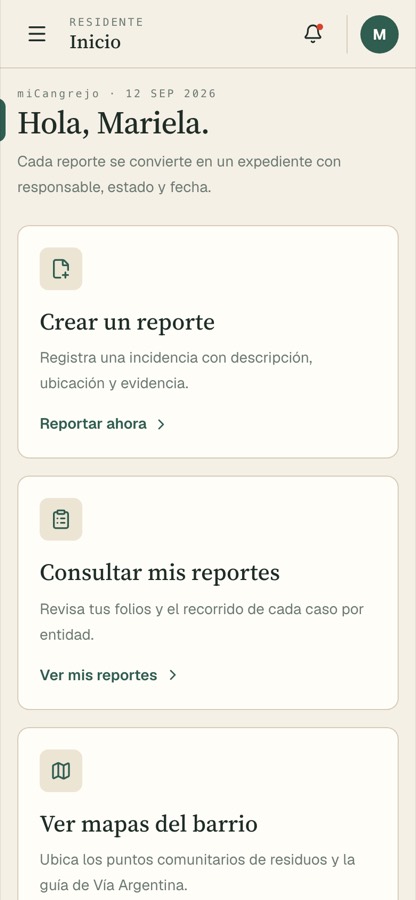 RESIDENTE
Inicio
M
miCangrejo · 12 SEP 2026
Hola, Mariela.
Cada reporte se convierte en un expediente con
responsable, estado y fecha.
Crear un reporte
Registra una incidencia con descripción,
ubicación y evidencia.
Reportar ahora
Consultar mis reportes
Revisa tus folios y el recorrido de cada caso por
entidad.
Ver mis reportes
Ver mapas del barrio
Ubica los puntos comunitarios de residuos y la
guía de Vía Argentina.